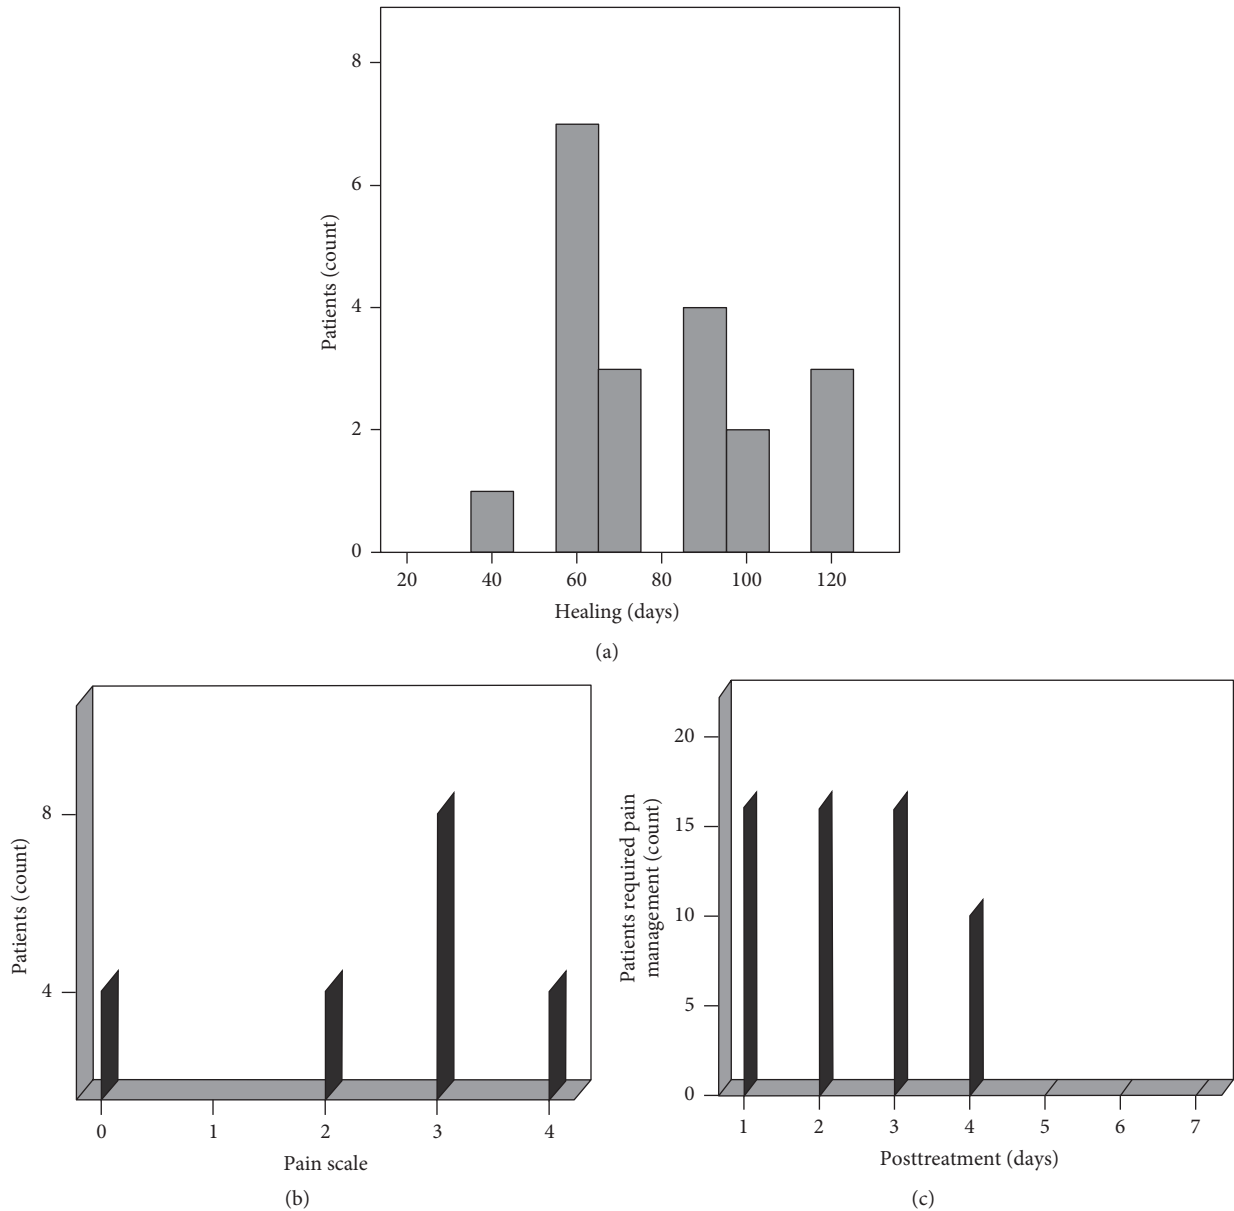 8
6
4
2
0
Patients (count)
20 40 60 80 100 120
Healing (days)
(a)
8
4
Patients (count)
0 1 2 3 4
Pain scale
(b)
20
15
10
5
0
Patients required pain
management (count)
1 2 3 4 5 6 7
Posttreatment (days)
(c)